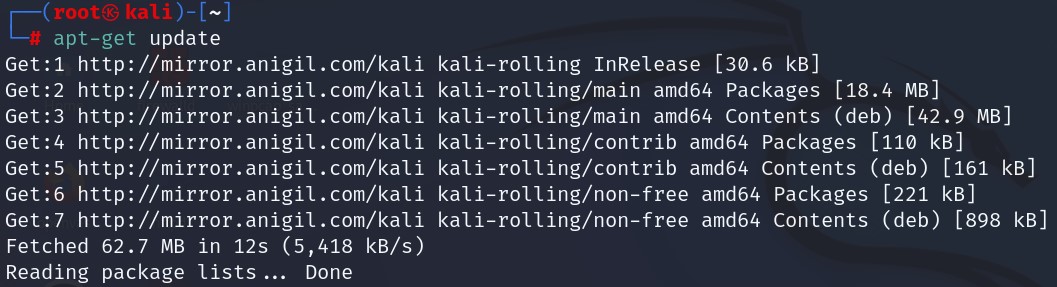 ┌──(root㉿kali)-[~]
└─# apt-get update
Get:1 http://mirror.anigil.com/kali kali-rolling InRelease [30.6 kB]
Get:2 http://mirror.anigil.com/kali kali-rolling/main amd64 Packages [18.4 MB]
Get:3 http://mirror.anigil.com/kali kali-rolling/main amd64 Contents (deb) [42.9 MB]
Get:4 http://mirror.anigil.com/kali kali-rolling/contrib amd64 Packages [110 kB]
Get:5 http://mirror.anigil.com/kali kali-rolling/contrib amd64 Contents (deb) [161 kB]
Get:6 http://mirror.anigil.com/kali kali-rolling/non-free amd64 Packages [221 kB]
Get:7 http://mirror.anigil.com/kali kali-rolling/non-free amd64 Contents (deb) [898 kB]
Fetched 62.7 MB in 12s (5,418 kB/s)
Reading package lists... Done